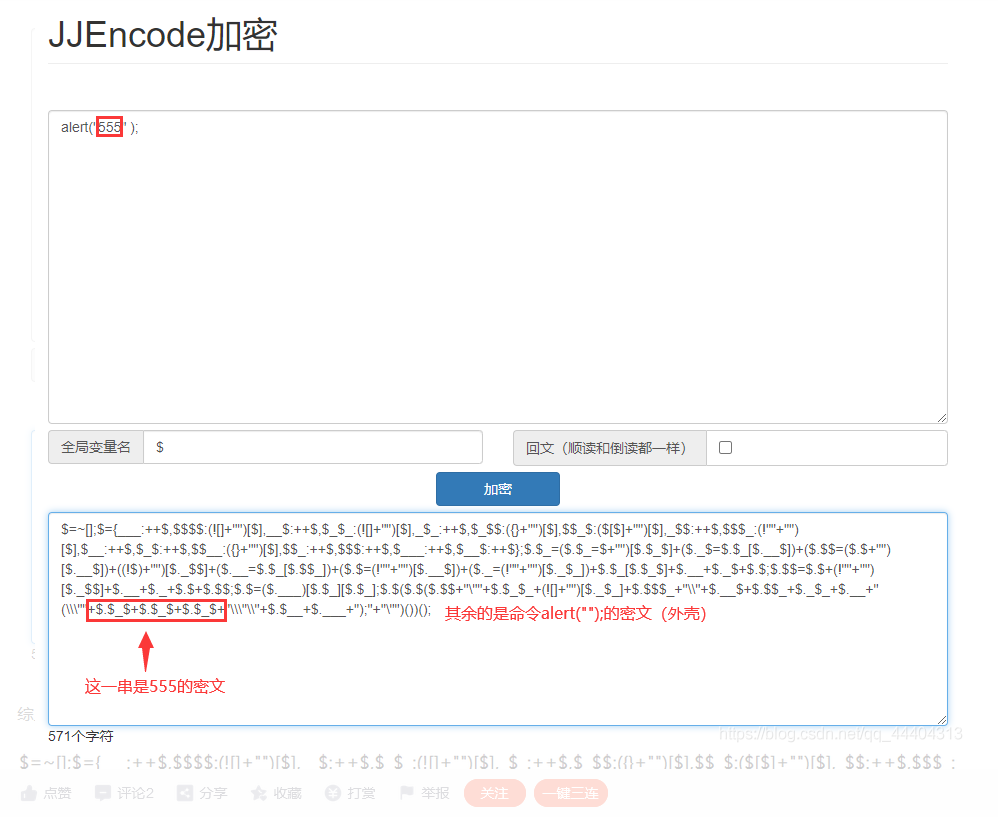 JJEncode加密
alert("555" );
全局变量名
$
回文（顺读和倒读都一样）
加密
$=~[];$={___:++$,$$$$:(![]+"")[$],__$:++$,$_$_:(![]+"")[$],_$_:++$,$_$$:({}+"")[$],$$_$:($[$]+"")[$],_$$:++$,$$$_:(!""+"")
[$],$__:++$,$_$:++$,$$__:({}+"")[$],$$_:++$,$$$:++$,$___:++$,$__$:++$};$.$_=($.$_=$+"")[$.$_$]+($._$=$.$_[$.__$])+($.$$=($.$+"")
[$.__$])+((!$)+"")[$._$$]+($.__=$.$_[$.$$_])+($.$=(!""+"")[$.__$])+($._=(!""+"")[$._$_])+$.$_[$.$_$]+$.__+$._$+$.$;$.$$=$.$+(!""+"")
[$._$$]+$.__+$._+$.$+$.$$;$.$=($.___)[$.$_][$.$_];$.$($.$($.$$+"\""+$.$_$_+(![]+"")[$._$_]+$.$$$_+"\\"+$.__$+$.$$_+$._$_+$.__+"
(\\\""+$.$_$+$.$_$+$.$_$+"\\\"\\"+$.$__+$.___+");"+"\"")())();
其余的是命令alert("");的密文（外壳）
这一串是555的密文
571个字符
https://blog.csdn.net/qq_44404313
综
$=~[];$={___:++$,$$$$:(![]+"")[$],__$:++$,$_$_:(![]+"")[$],_$_:++$,$_$$:({}+"")[$],$$_$:($[$]+"")[$],_$$:++$,$$$_:
点赞
评论2
分享
收藏
打赏
举报
关注
一键三连